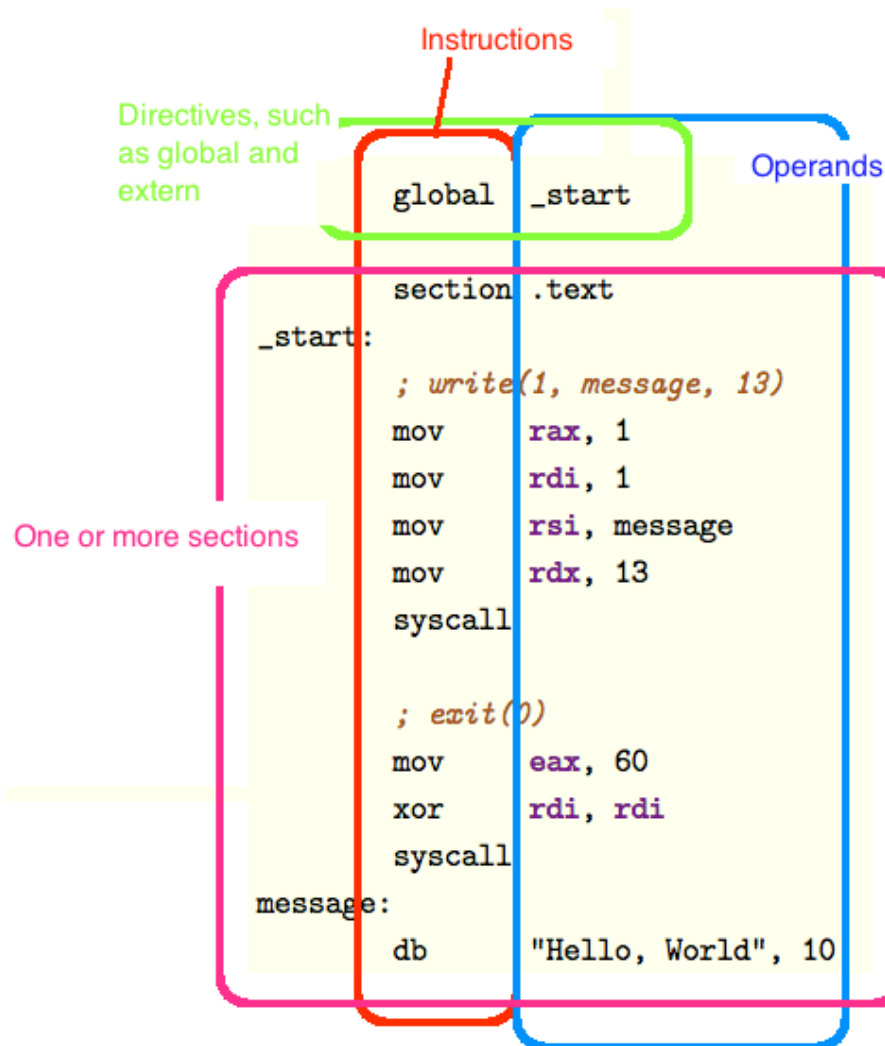 Instructions
Directives, such
as global and
extern
Operands
global _start
section .text
_start:
; write(1, message, 13)
mov rax, 1
mov rdi, 1
mov rsi, message
One or more sections
mov rdx, 13
syscall
; exit(0)
mov eax, 60
xor rdi, rdi
syscall
message:
db "Hello, World", 10